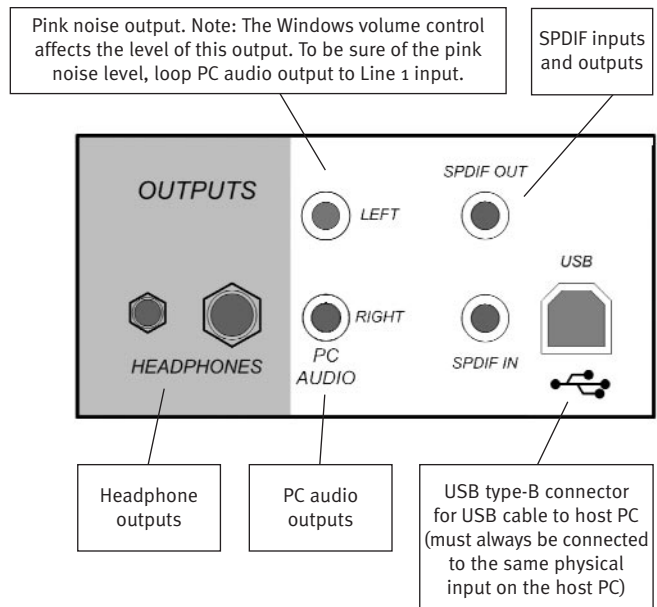 Pink noise output. Note: The Windows volume control
affects the level of this output. To be sure of the pink
noise level, loop PC audio output to Line 1 input.
SPDIF inputs
and outputs
OUTPUTS
SPDIF OUT
LEFT
USB
RIGHT
HEADPHONES
PC
AUDIO
SPDIF IN
Headphone
outputs
PC audio
outputs
USB type-B connector
for USB cable to host PC
(must always be connected
to the same physical
input on the host PC)